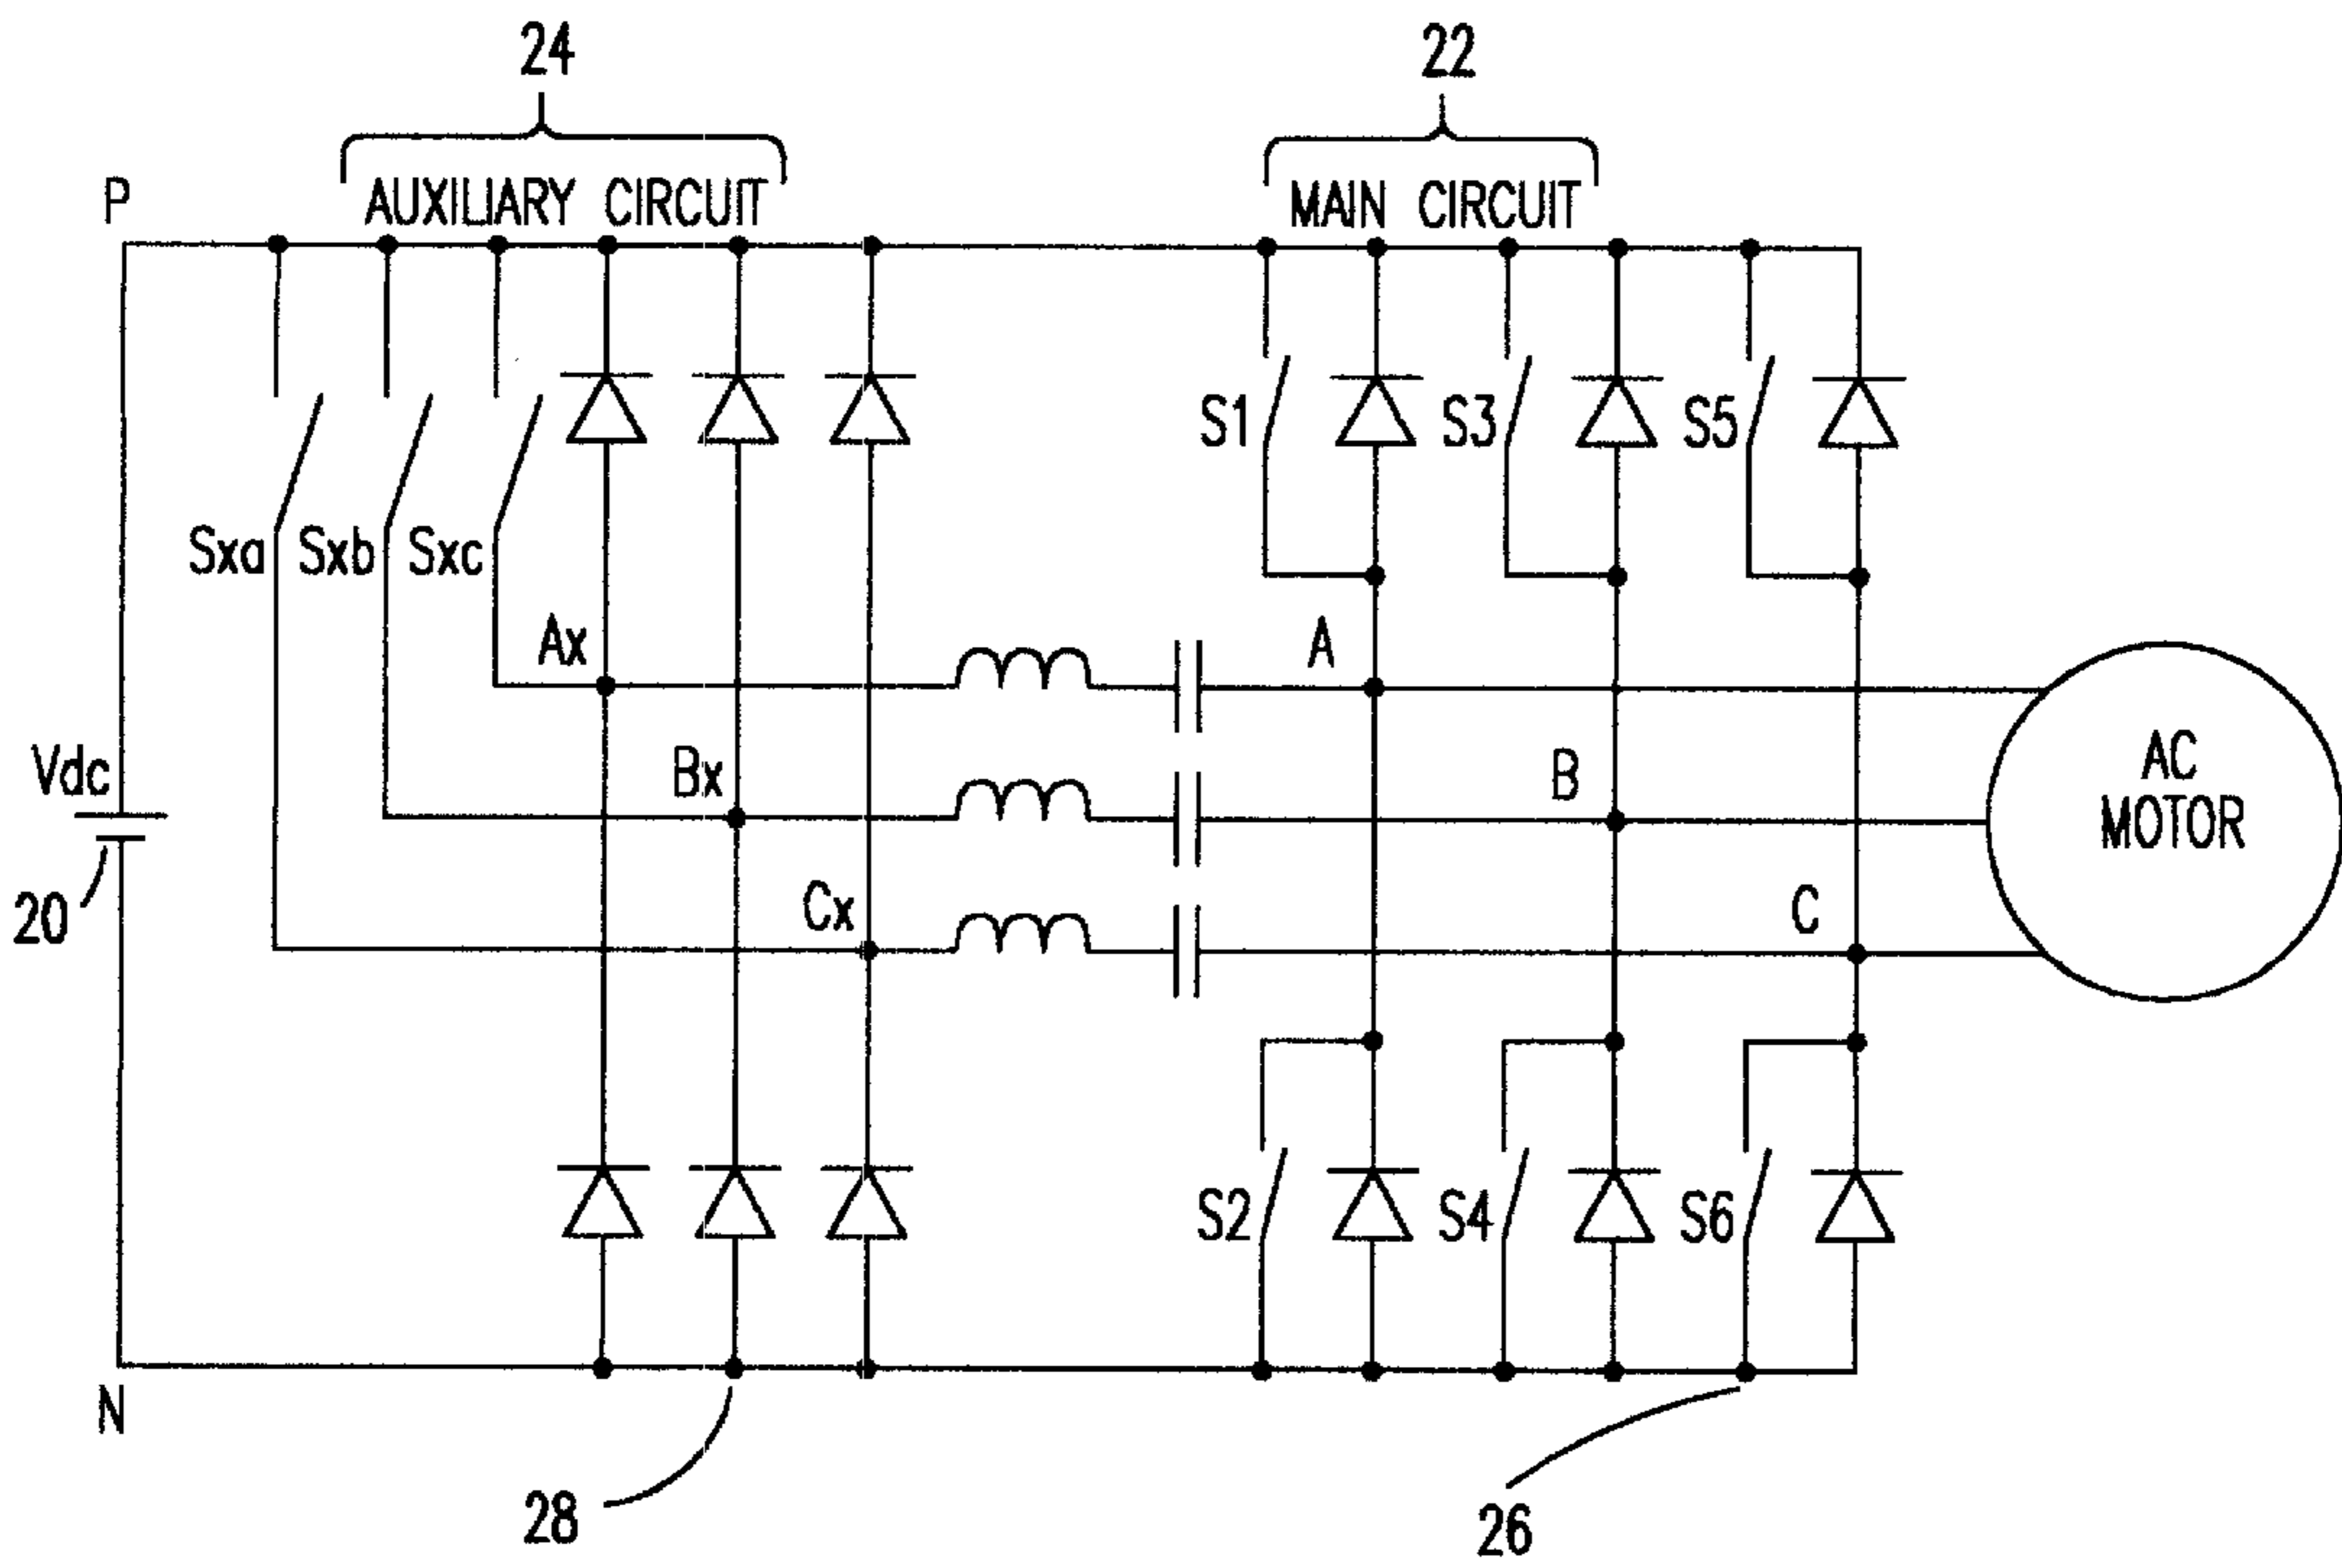 24
22
P
AUXILIARY CIRCUIT
MAIN CIRCUIT
S1
S3
S5
Sxa
Sxb
Sxc
Ax
A
Vdc
Bx
B
AC
MOTOR
20
Cx
C
S2
S4
S6
N
28
26